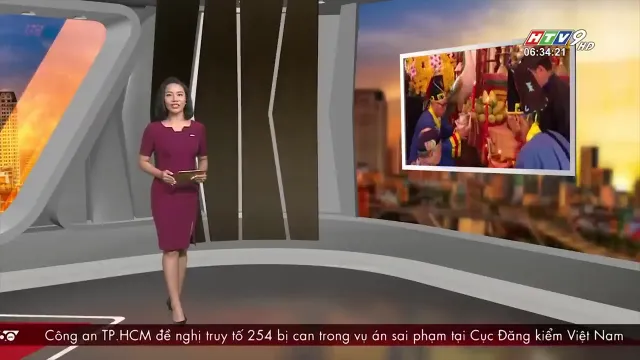 HTV9 HD
06:34:21
Công an TP.HCM đề nghị truy tố 254 bị can trong vụ án sai phạm tại Cục Đăng kiểm Việt Nam